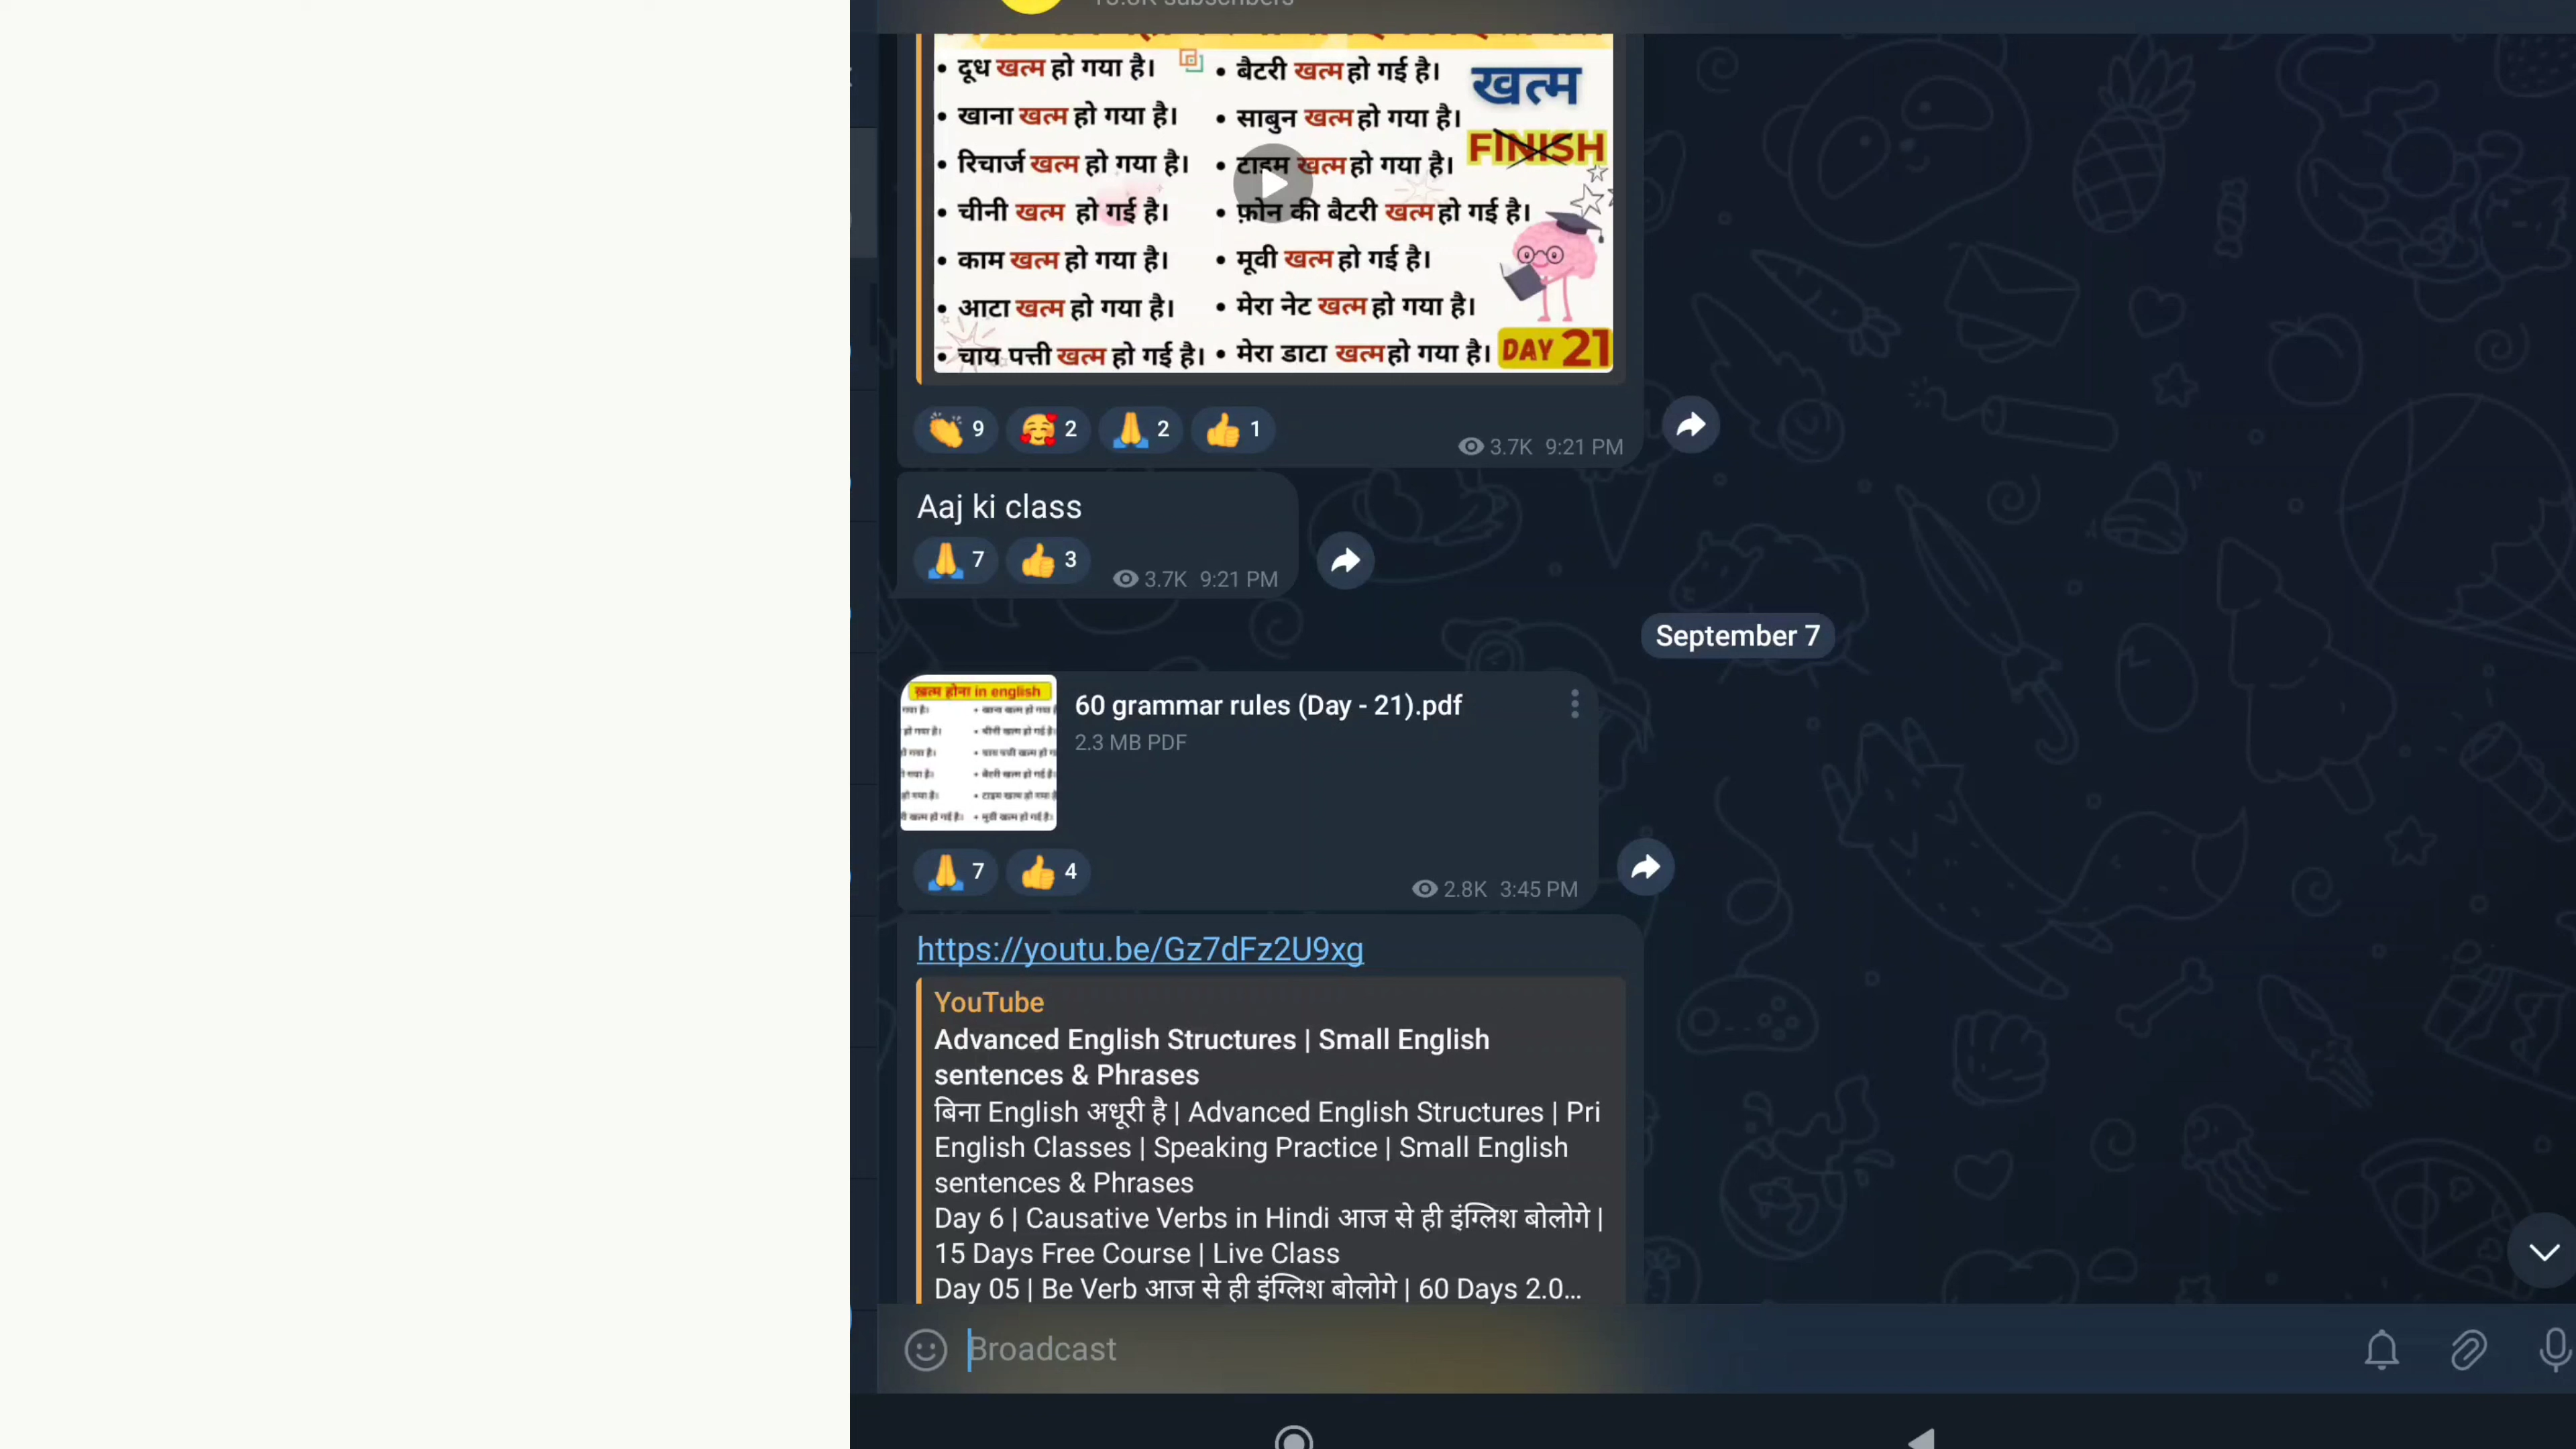 • दूध खत्म हो गया है।
• खाना खत्म हो गया है।
• रिचार्ज खत्म हो गया है।
• चीनी खत्म हो गई है।
• काम खत्म हो गया है।
• आटा खत्म हो गया है।
• चाय पत्ती खत्म हो गई है।
• बैटरी खत्म हो गई है।
• साबुन खत्म हो गया है।
• टाइम खत्म हो गया है।
• फ़ोन की बैटरी खत्म हो गई है।
• मूवी खत्म हो गई है।
• मेरा नेट खत्म हो गया है।
• मेरा डाटा खत्म हो गया है।
खत्म
FINISH
DAY 21
9 2 2 1
3.7K 9:21 PM
Aaj ki class
7 3
3.7K 9:21 PM
September 7
ख़त्म होना in english
60 grammar rules (Day - 21).pdf
2.3 MB PDF
7 4
2.8K 3:45 PM
https://youtu.be/Gz7dFz2U9xg
YouTube
Advanced English Structures | Small English
sentences & Phrases
बिना English अधूरी है | Advanced English Structures | Pri
English Classes | Speaking Practice | Small English
sentences & Phrases
Day 6 | Causative Verbs in Hindi आज से ही इंग्लिश बोलोगे |
15 Days Free Course | Live Class
Day 05 | Be Verb आज से ही इंग्लिश बोलोगे | 60 Days 2.0...
Broadcast